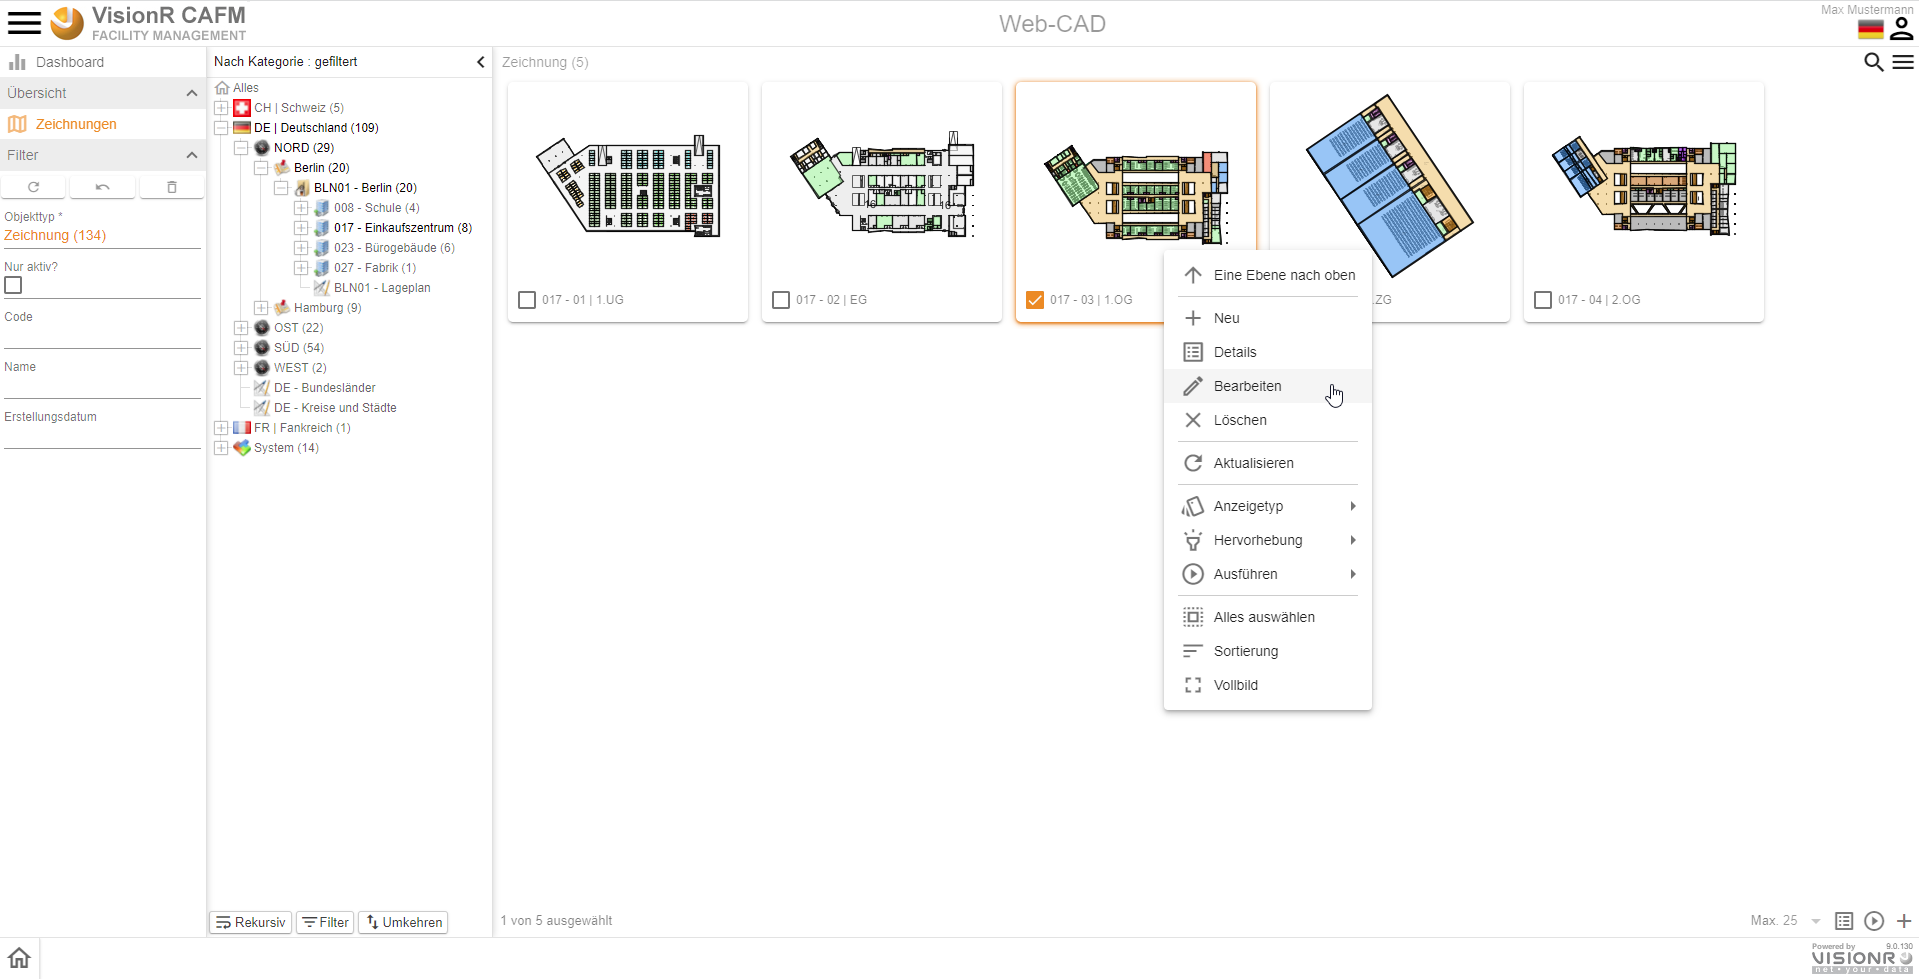 VisionR CAFM
FACILITY MANAGEMENT
Web-CAD
Max Mustermann
Dashboard
Übersicht
Zeichnungen
Filter
Objekttyp *
Zeichnung (134)
Nur aktiv?
Code
Name
Erstellungsdatum
Nach Kategorie : gefiltert
Alles
CH | Schweiz (5)
DE | Deutschland (109)
NORD (29)
Berlin (20)
BLN01 - Berlin (20)
008 - Schule (4)
017 - Einkaufszentrum (8)
023 - Bürogebäude (6)
027 - Fabrik (1)
BLN01 - Lageplan
Hamburg (9)
OST (22)
SÜD (54)
WEST (2)
DE - Bundesländer
DE - Kreise und Städte
FR | Fankreich (1)
System (14)
Rekursiv
Filter
Umkehren
Zeichnung (5)
017 - 01 | 1.UG
017 - 02 | EG
017 - 03 | 1.OG
.ZG
017 - 04 | 2.OG
Eine Ebene nach oben
Neu
Details
Bearbeiten
Löschen
Aktualisieren
Anzeigetyp
Hervorhebung
Ausführen
Alles auswählen
Sortierung
Vollbild
1 von 5 ausgewählt
Max. 25
Powered by 9.0.130
VISIONR
net • your • data